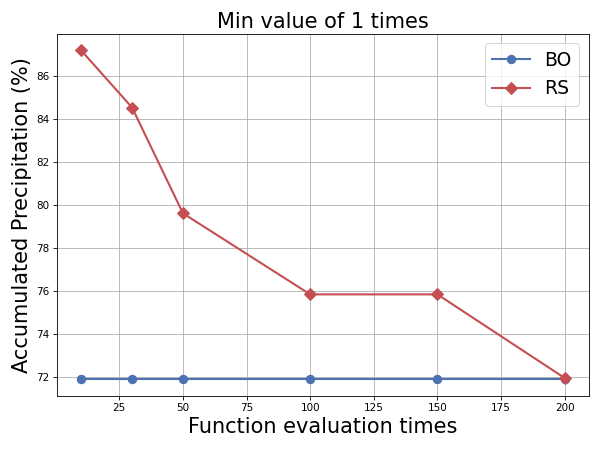 Min value of 1 times
Accumulated Precipitation (%)
86
84
82
80
78
76
74
72
BO
RS
25 50 75 100 125 150 175 200
Function evaluation times